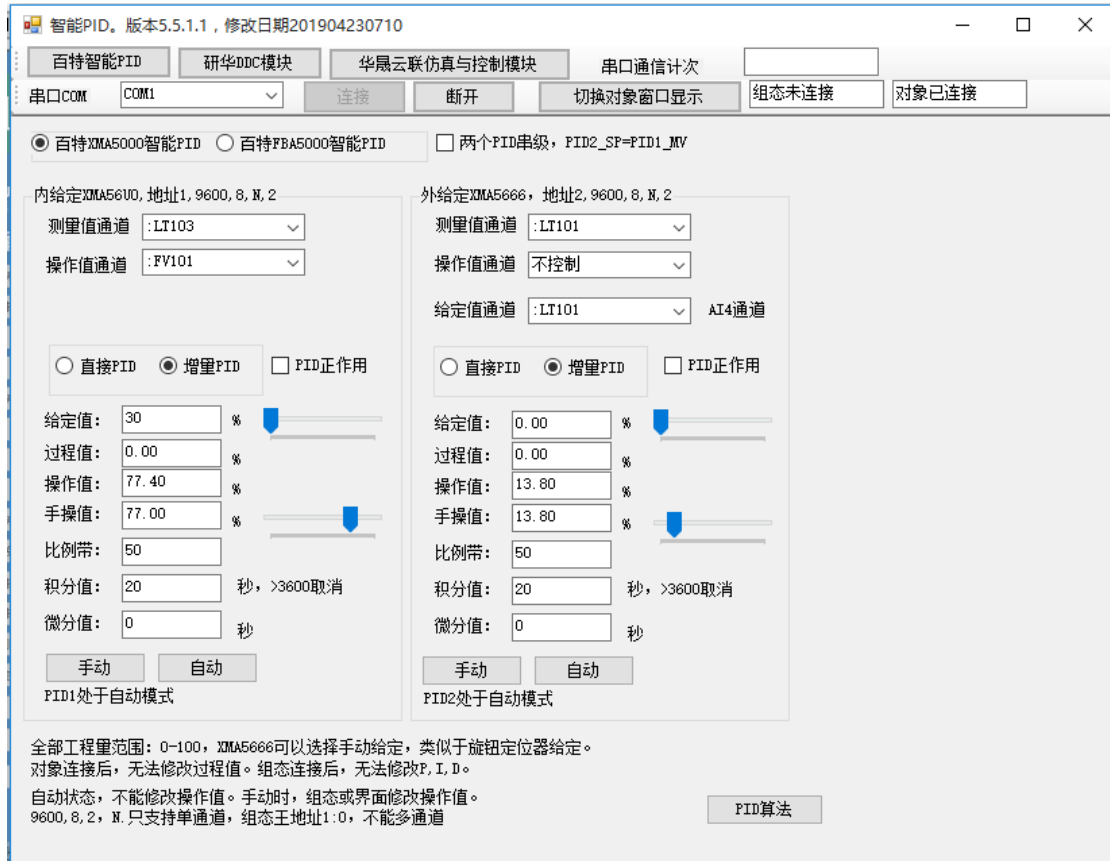 智能PID。版本5.5.1.1，修改日期201904230710
百特智能PID 研华DDC模块 华晟云联仿真与控制模块 串口通信计次
串口COM COM1 连接 断开 切换对象窗口显示 组态未连接 对象已连接
百特XMA5000智能PID 百特FBA5000智能PID 两个PID串级，PID2_SP=PID1_MV
内给定XMA56U0,地址1,9600,8,N,2
测量值通道 :LT103
操作值通道 :FV101
直接PID 增量PID PID正作用
给定值： 30 %
过程值： 0.00 %
操作值： 77.40 %
手操值： 77.00 %
比例带： 50
积分值： 20 秒，>3600取消
微分值： 0 秒
手动 自动
PID1处于自动模式
外给定XMA5666，地址2,9600,8,N,2
测量值通道 :LT101
操作值通道 不控制
给定值通道 :LT101 AI4通道
直接PID 增量PID PID正作用
给定值： 0.00 %
过程值： 0.00 %
操作值： 13.80 %
手操值： 13.80 %
比例带： 50
积分值： 20 秒，>3600取消
微分值： 0 秒
手动 自动
PID2处于自动模式
全部工程量范围：0-100，XMA5666可以选择手动给定，类似于旋钮定位器给定。
对象连接后，无法修改过程值。组态连接后，无法修改P,I,D。
自动状态，不能修改操作值。手动时，组态或界面修改操作值。
9600,8,2，N.只支持单通道，组态王地址1:0，不能多通道
PID算法